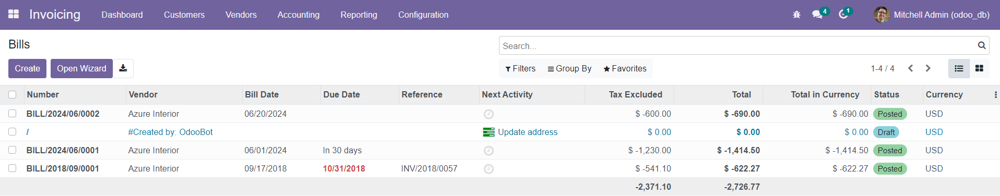 Invoicing Dashboard Customers Vendors Accounting Reporting Configuration 4 1 Mitchell Admin (odoo_db)
Bills
Search...
Create Open Wizard Filters Group By Favorites 1-4 / 4
Number Vendor Bill Date Due Date Reference Next Activity Tax Excluded Total Total in Currency Status Currency
BILL/2024/06/0002 Azure Interior 06/20/2024 $ -600.00 $ -690.00 $ -690.00 Posted USD
/ #Created by: OdooBot Update address $ 0.00 $ 0.00 $ 0.00 Draft USD
BILL/2024/06/0001 Azure Interior 06/01/2024 In 30 days $ -1,230.00 $ -1,414.50 $ -1,414.50 Posted USD
BILL/2018/09/0001 Azure Interior 09/17/2018 10/31/2018 INV/2018/0057 $ -541.10 $ -622.27 $ -622.27 Posted USD
-2,371.10 -2,726.77